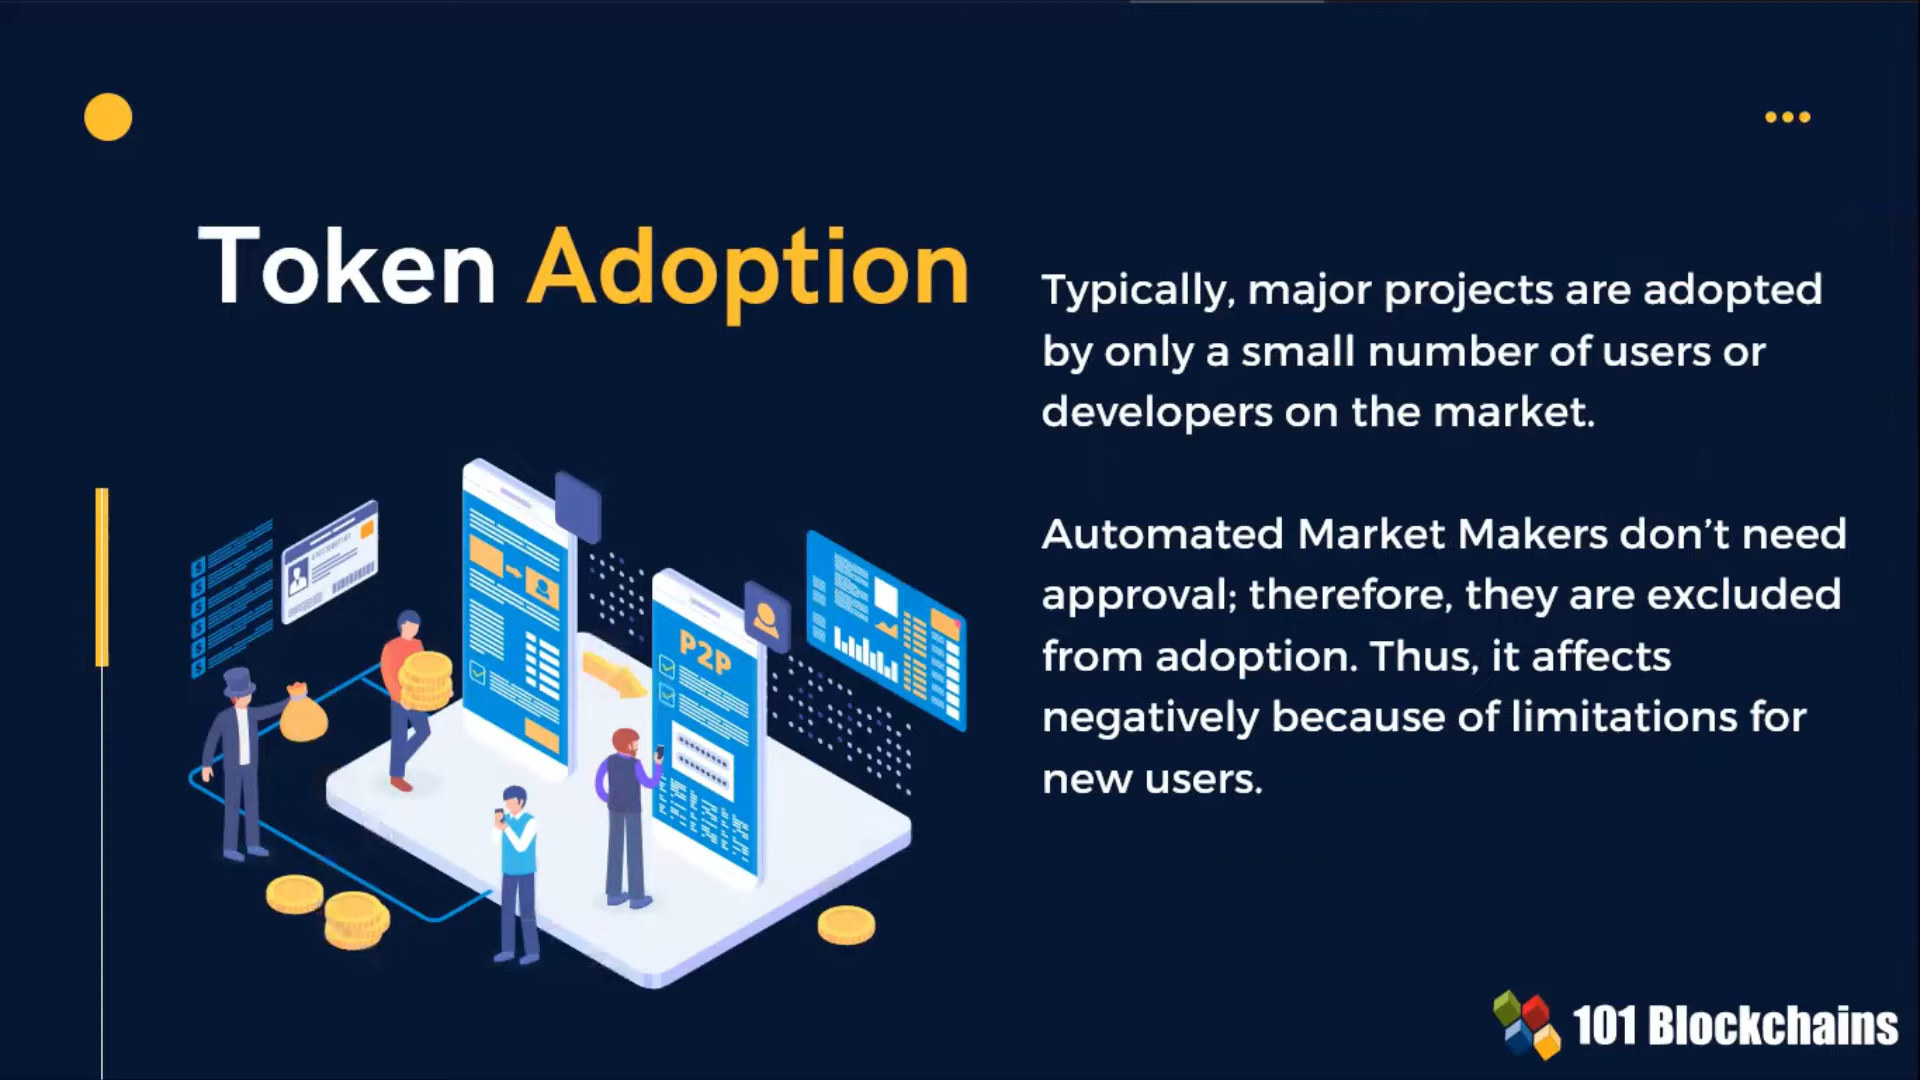 Token Adoption
Typically, major projects are adopted
by only a small number of users or
developers on the market.
Automated Market Makers don’t need
approval; therefore, they are excluded
from adoption. Thus, it affects
negatively because of limitations for
new users.
P2P
101 Blockchains